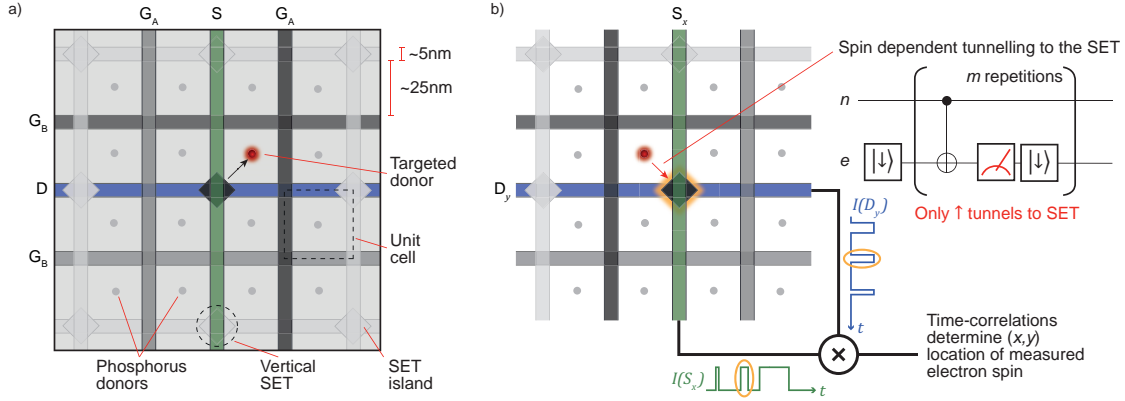 a)
G_A
S
G_A
~5nm
~25nm
G_B
Targeted
donor
D
Unit
cell
G_B
Phosphorus
donors
Vertical
SET
SET
island
b)
S_x
Spin dependent tunnelling to the SET
m repetitions
n
e
|↓⟩
|↓⟩
Only ↑ tunnels to SET
D_y
I(D_y)
t
Time-correlations
determine (x,y)
location of measured
electron spin
I(S_x)
t